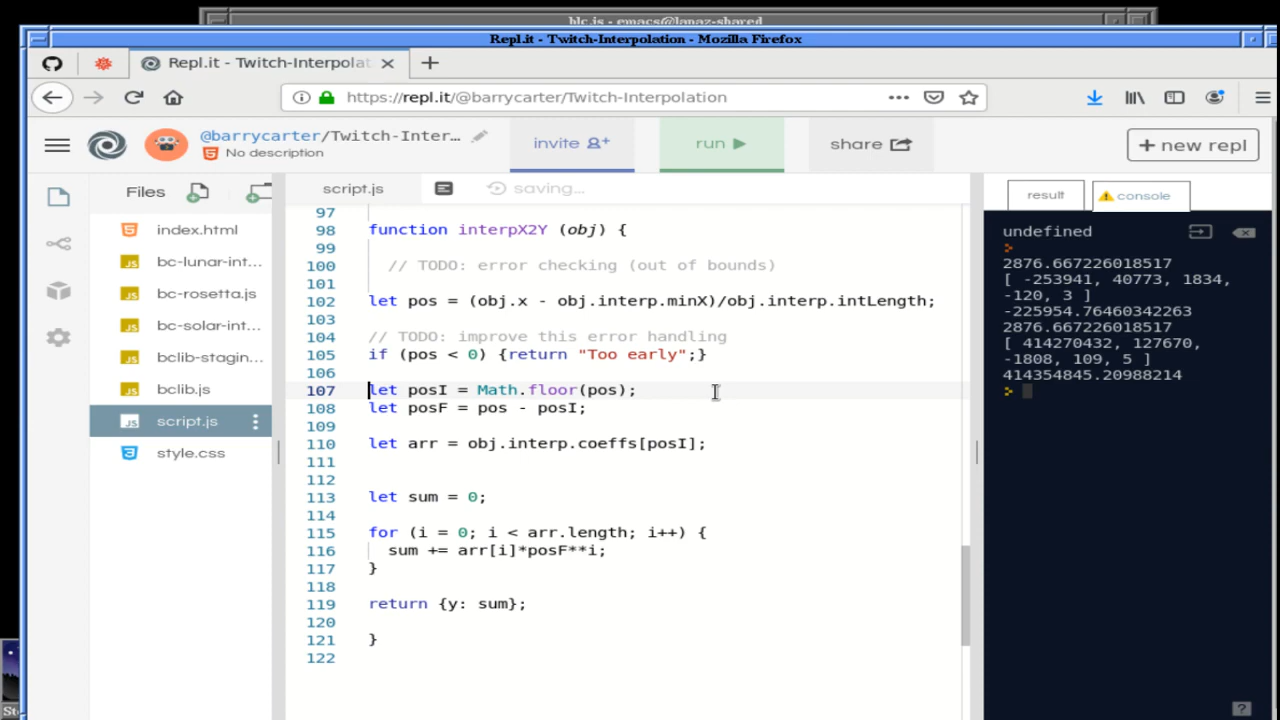 blc.js - emacs@lapaz-shared
Repl.it - Twitch-Interpolation - Mozilla Firefox
Repl.it - Twitch-Interpolat
https://repl.it/@barrycarter/Twitch-Interpolation
@barrycarter/Twitch-Inter...
No description
invite
run
share
+ new repl
Files
script.js
saving...
result
console
index.html
bc-lunar-int...
bc-rosetta.js
bc-solar-int...
bclib-stagin...
bclib.js
script.js
style.css
97
98 function interpX2Y (obj) {
99
100 // TODO: error checking (out of bounds)
101
102 let pos = (obj.x - obj.interp.minX)/obj.interp.intLength;
103
104 // TODO: improve this error handling
105 if (pos < 0) {return "Too early";}
106
107 let posI = Math.floor(pos);
108 let posF = pos - posI;
109
110 let arr = obj.interp.coeffs[posI];
111
112
113 let sum = 0;
114
115 for (i = 0; i < arr.length; i++) {
116 sum += arr[i]*posF**i;
117 }
118
119 return {y: sum};
120
121 }
122
undefined
2876.667226018517
[ -253941, 40773, 1834,
-120, 3 ]
-225954.76460342263
2876.667226018517
[ 414270432, 127670,
-1808, 109, 5 ]
414354845.20988214